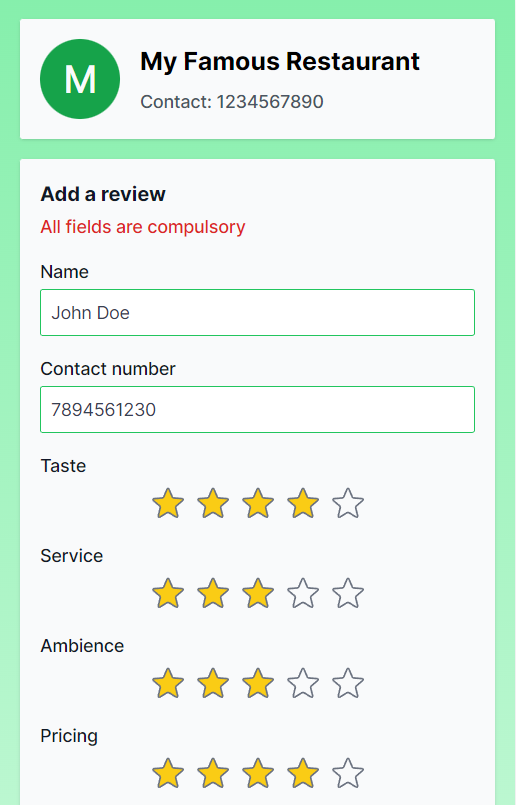 M
My Famous Restaurant
Contact: 1234567890
Add a review
All fields are compulsory
Name
John Doe
Contact number
7894561230
Taste
Service
Ambience
Pricing